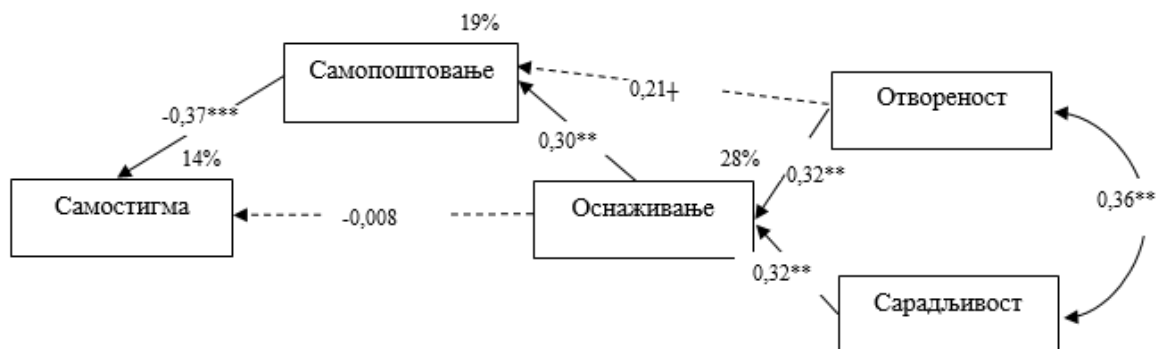 19%
Самопоштовање
0,21†
Отвореност
-0,37***
0,30**
14%
28%
0,32**
Самостигма
-0,008
Оснаживање
0,36**
0,32**
Сарадљивост